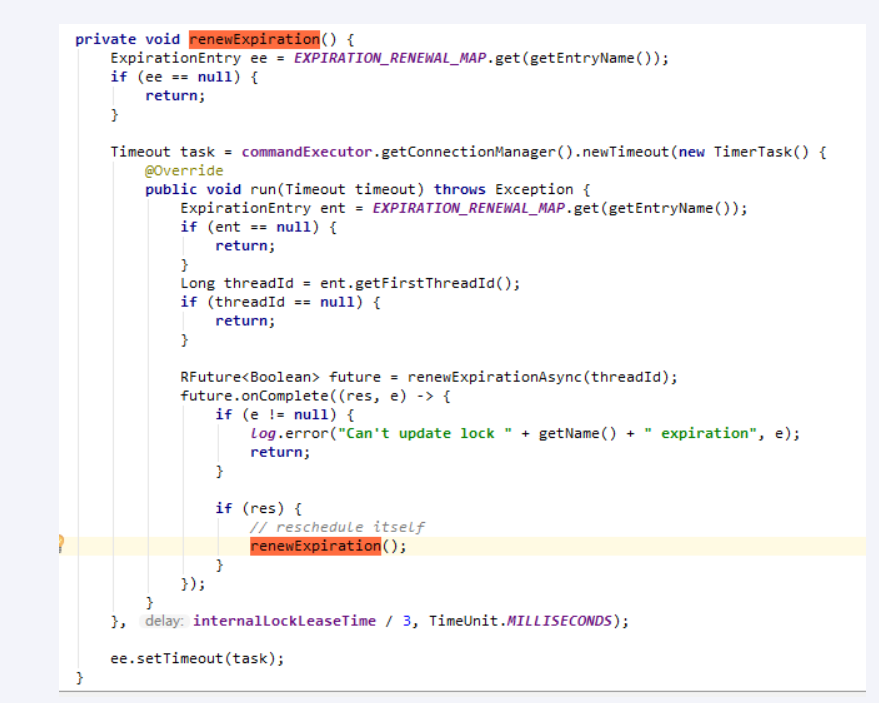 private void renewExpiration() {
    ExpirationEntry ee = EXPIRATION_RENEWAL_MAP.get(getEntryName());
    if (ee == null) {
        return;
    }
    Timeout task = commandExecutor.getConnectionManager().newTimeout(new TimerTask() {
        @Override
        public void run(Timeout timeout) throws Exception {
            ExpirationEntry ent = EXPIRATION_RENEWAL_MAP.get(getEntryName());
            if (ent == null) {
                return;
            }
            Long threadId = ent.getFirstThreadId();
            if (threadId == null) {
                return;
            }
            RFuture<Boolean> future = renewExpirationAsync(threadId);
            future.onComplete((res, e) -> {
                if (e != null) {
                    log.error("Can't update lock " + getName() + " expiration", e);
                    return;
                }
                if (res) {
                    // reschedule itself
                    renewExpiration();
                }
            });
        }
    }, delay: internalLockLeaseTime / 3, TimeUnit.MILLISECONDS);
    ee.setTimeout(task);
}